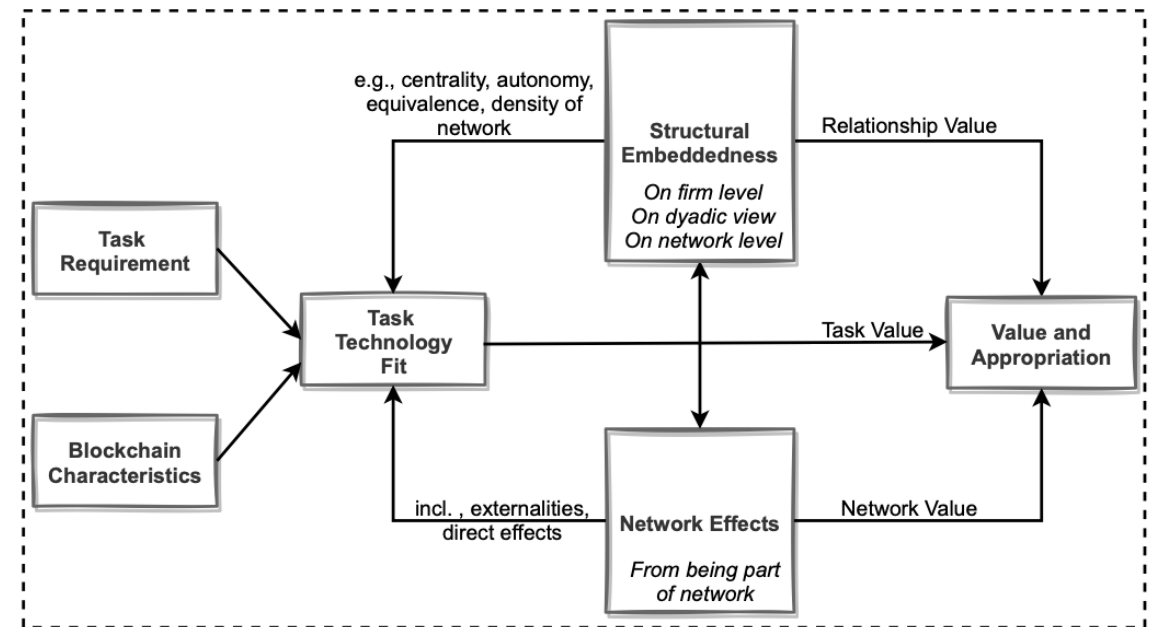 e.g., centrality, autonomy,
equivalence, density of
network
Structural
Embeddedness
On firm level
On dyadic view
On network level
Relationship Value
Task
Requirement
Task
Technology
Fit
Task Value
Value and
Appropriation
Blockchain
Characteristics
incl. , externalities,
direct effects
Network Effects
From being part
of network
Network Value